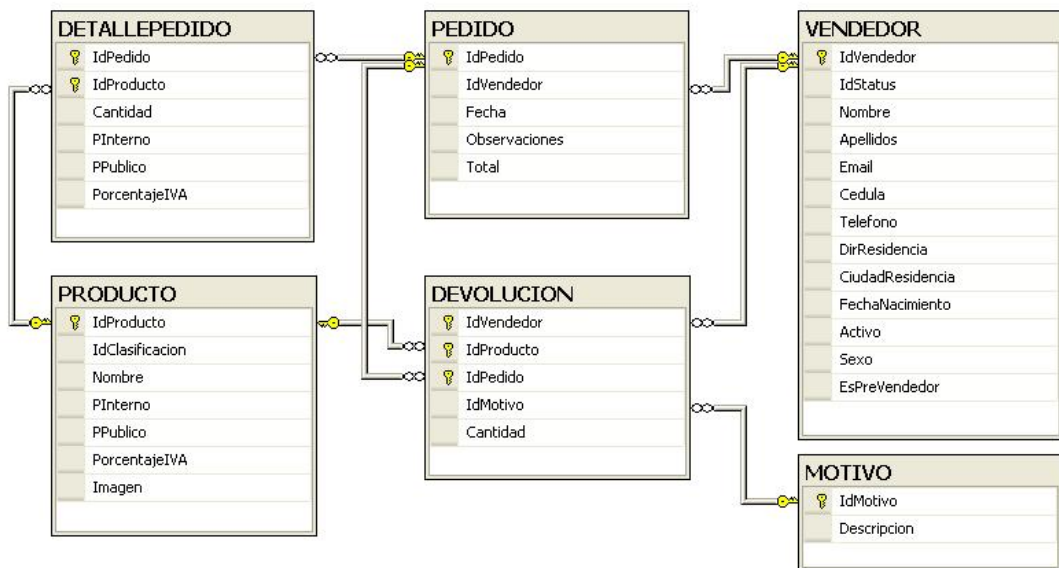 DETALLEPEDIDO
IdPedido
IdProducto
Cantidad
PInterno
PPublico
PorcentajeIVA
PEDIDO
IdPedido
IdVendedor
Fecha
Observaciones
Total
VENDEDOR
IdVendedor
IdStatus
Nombre
Apellidos
Email
Cedula
Telefono
DirResidencia
CiudadResidencia
FechaNacimiento
Activo
Sexo
EsPreVendedor
PRODUCTO
IdProducto
IdClasificacion
Nombre
PInterno
PPublico
PorcentajeIVA
Imagen
DEVOLUCION
IdVendedor
IdProducto
IdPedido
IdMotivo
Cantidad
MOTIVO
IdMotivo
Descripcion